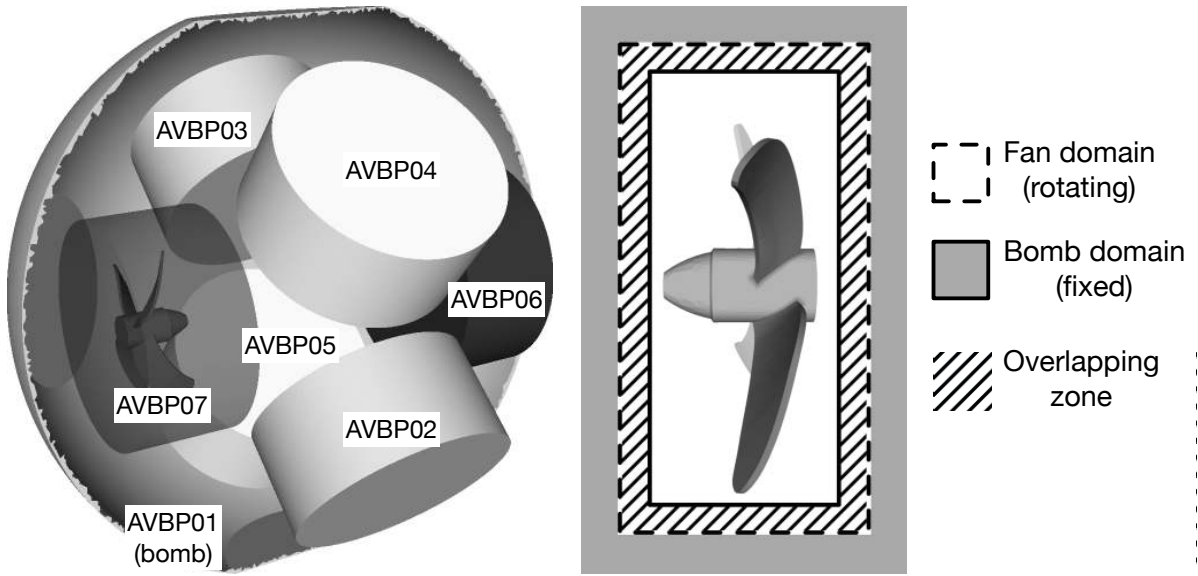 AVBP03
AVBP04
AVBP06
AVBP05
AVBP07
AVBP02
AVBP01
(bomb)
Fan domain
(rotating)
Bomb domain
(fixed)
Overlapping
zone